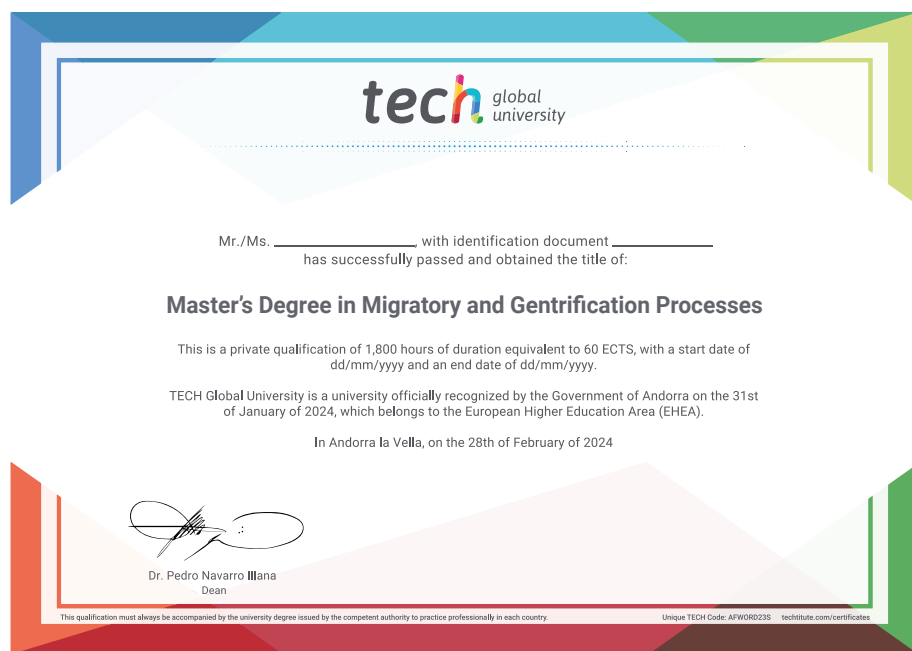 tech global university
Mr./Ms. ____________, with identification document ____________
has successfully passed and obtained the title of:
Master's Degree in Migratory and Gentrification Processes
This is a private qualification of 1,800 hours of duration equivalent to 60 ECTS, with a start date of
dd/mm/yyyy and an end date of dd/mm/yyyy.
TECH Global University is a university officially recognized by the Government of Andorra on the 31st
of January of 2024, which belongs to the European Higher Education Area (EHEA).
In Andorra la Vella, on the 28th of February of 2024
Dr. Pedro Navarro Illana
Dean
This qualification must always be accompanied by the university degree issued by the competent authority to practice professionally in each country.
Unique TECH Code: AFWORD23S techtitute.com/certificates